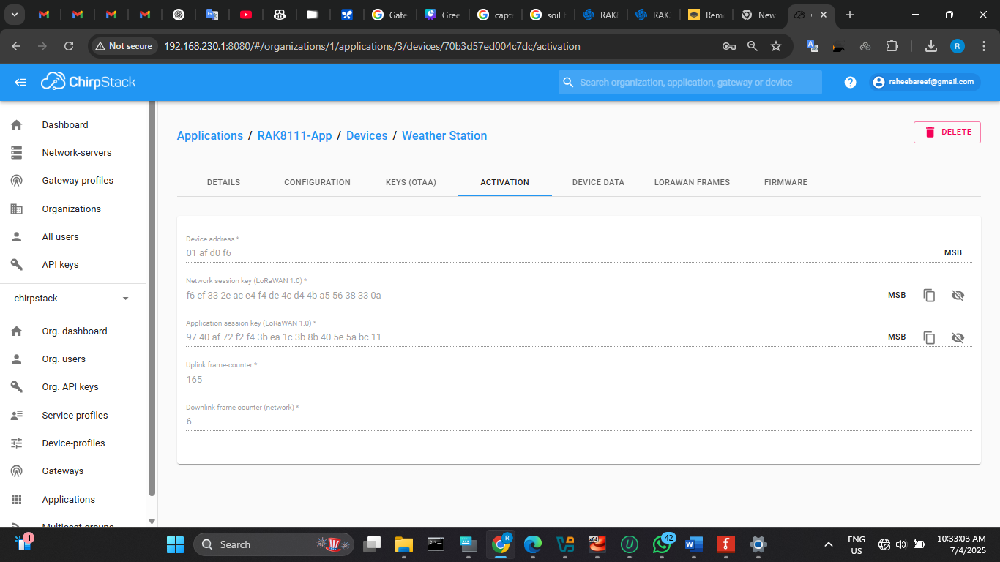 Gate
Gree
capt
soil
RAK
RAK
Rem
New
Not secure
192.168.230.1:8080/#/organizations/1/applications/3/devices/70b3d57ed004c7dc/activation
R
ChirpStack
Search organization, application, gateway or device
raheebareef@gmail.com
Dashboard
Network-servers
Gateway-profiles
Organizations
All users
API keys
chirpstack
Org. dashboard
Org. users
Org. API keys
Service-profiles
Device-profiles
Gateways
Applications
Multicast-groups
Applications / RAK8111-App / Devices / Weather Station
DELETE
DETAILS CONFIGURATION KEYS (OTAA) ACTIVATION DEVICE DATA LORAWAN FRAMES FIRMWARE
Device address *
01 af d0 f6 MSB
Network session key (LoRaWAN 1.0) *
f6 ef 33 2e ac e4 f4 de 4c d4 4b a5 56 38 33 0a MSB
Application session key (LoRaWAN 1.0) *
97 40 af 72 f2 f4 3b ea 1c 3b 8b 40 5e 5a bc 11 MSB
Uplink frame-counter *
165
Downlink frame-counter (network) *
6
1
Search
R
42
ENG
US
10:33:03 AM
7/4/2025